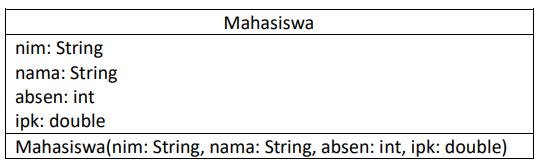 Mahasiswa
nim: String
nama: String
absen: int
ipk: double
Mahasiswa(nim: String, nama: String, absen: int, ipk: double)